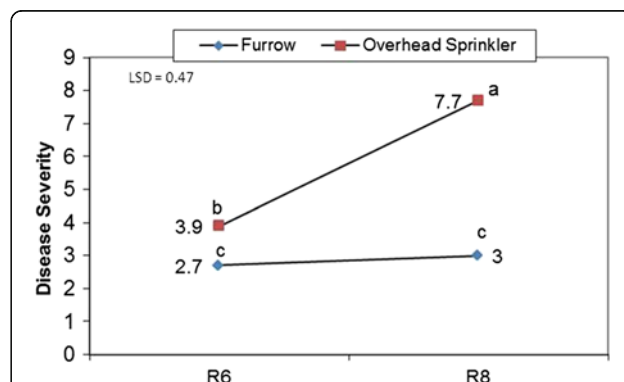 Furrow Overhead Sprinkler
LSD = 0.47
9
8
7
6
5
4
3
2
1
0
Disease Severity
a
7.7
b
3.9
c
2.7
c
3
R6 R8